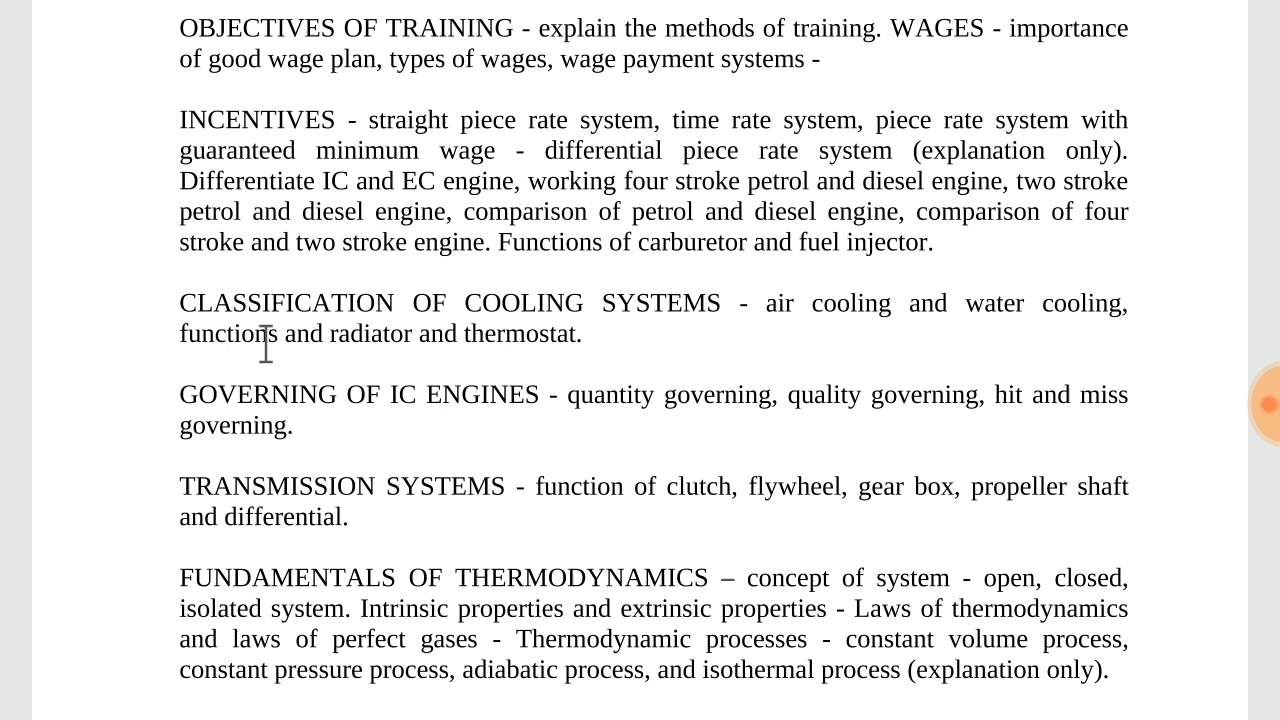 OBJECTIVES OF TRAINING - explain the methods of training. WAGES - importance
of good wage plan, types of wages, wage payment systems -
INCENTIVES - straight piece rate system, time rate system, piece rate system with
guaranteed minimum wage - differential piece rate system (explanation only).
Differentiate IC and EC engine, working four stroke petrol and diesel engine, two stroke
petrol and diesel engine, comparison of petrol and diesel engine, comparison of four
stroke and two stroke engine. Functions of carburetor and fuel injector.
CLASSIFICATION OF COOLING SYSTEMS - air cooling and water cooling,
functions and radiator and thermostat.
GOVERNING OF IC ENGINES - quantity governing, quality governing, hit and miss
governing.
TRANSMISSION SYSTEMS - function of clutch, flywheel, gear box, propeller shaft
and differential.
FUNDAMENTALS OF THERMODYNAMICS – concept of system - open, closed,
isolated system. Intrinsic properties and extrinsic properties - Laws of thermodynamics
and laws of perfect gases - Thermodynamic processes - constant volume process,
constant pressure process, adiabatic process, and isothermal process (explanation only).